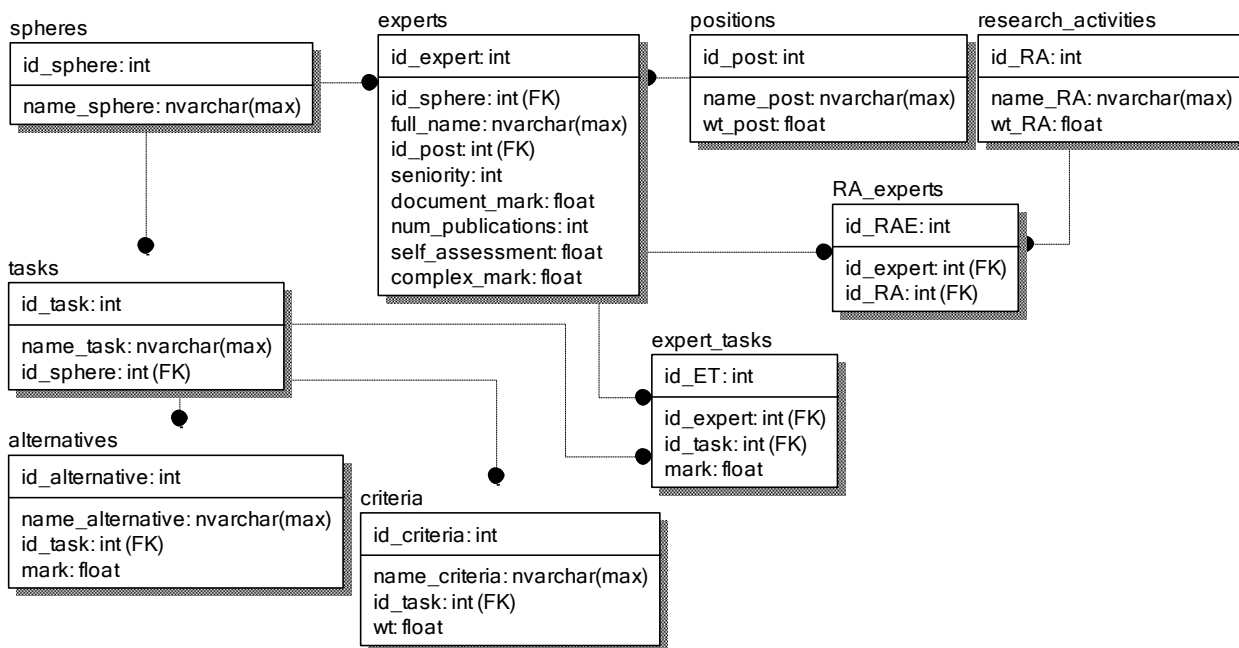 spheres
id_sphere: int
name_sphere: nvarchar(max)
experts
id_expert: int
id_sphere: int (FK)
full_name: nvarchar(max)
id_post: int (FK)
seniority: int
document_mark: float
num_publications: int
self_assessment: float
complex_mark: float
positions
id_post: int
name_post: nvarchar(max)
wt_post: float
research_activities
id_RA: int
name_RA: nvarchar(max)
wt_RA: float
RA_experts
id_RAE: int
id_expert: int (FK)
id_RA: int (FK)
tasks
id_task: int
name_task: nvarchar(max)
id_sphere: int (FK)
expert_tasks
id_ET: int
id_expert: int (FK)
id_task: int (FK)
mark: float
alternatives
id_alternative: int
name_alternative: nvarchar(max)
id_task: int (FK)
mark: float
criteria
id_criteria: int
name_criteria: nvarchar(max)
id_task: int (FK)
wt: float